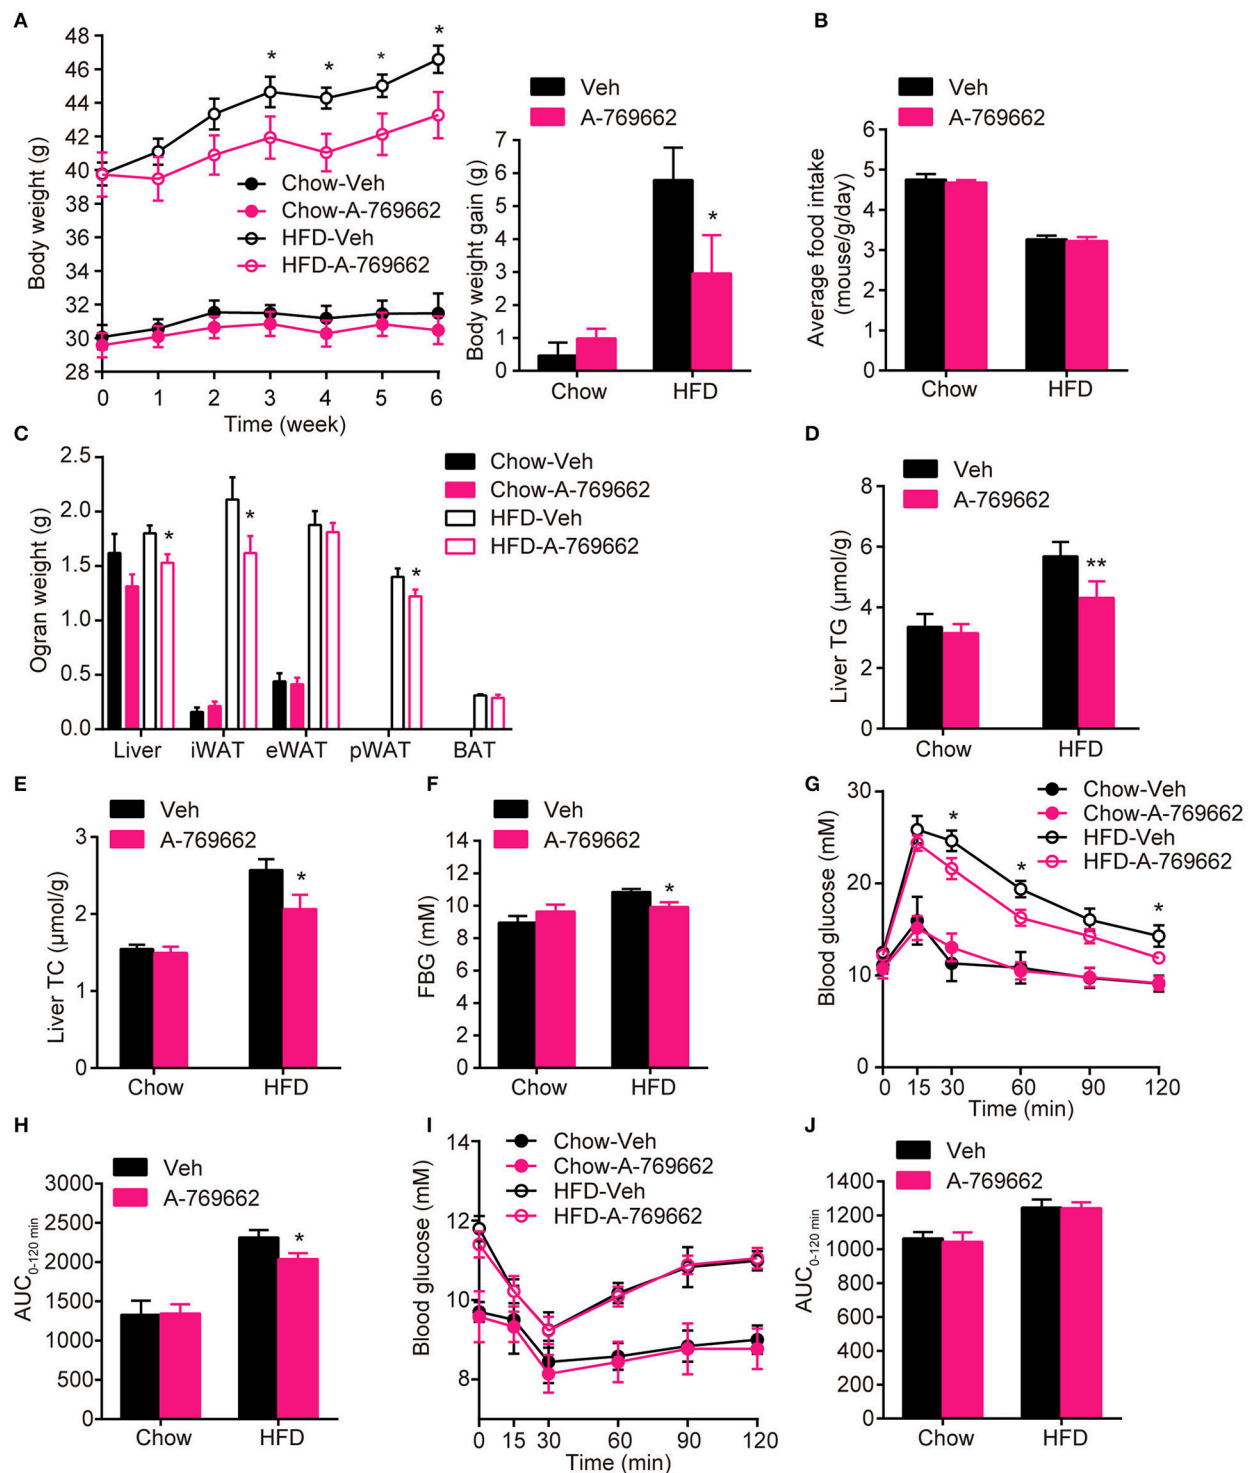 A
48
46
44
42
40
38
36
34
32
30
28
Body weight (g)
* * * *
Chow-Veh
Chow-A-769662
HFD-Veh
HFD-A-769662
0 1 2 3 4 5 6
Time (week)
Veh
A-769662
7
6
5
4
3
2
1
0
Body weight gain (g)
*
Chow HFD
B
Veh
A-769662
6
5
4
3
2
1
0
Average food intake
(mouse/g/day)
Chow HFD
C
2.5
2.0
1.5
1.0
0.5
0.0
Ogran weight (g)
* * *
Chow-Veh
Chow-A-769662
HFD-Veh
HFD-A-769662
Liver iWAT eWAT pWAT BAT
D
Veh
A-769662
8
6
4
2
0
Liver TG (µmol/g)
**
Chow HFD
E
Veh
A-769662
3
2
1
0
Liver TC (µmol/g)
*
Chow HFD
F
Veh
A-769662
14
12
10
8
6
4
2
0
FBG (mM)
*
Chow HFD
G
Chow-Veh
Chow-A-769662
HFD-Veh
HFD-A-769662
30
20
10
0
Blood glucose (mM)
* * *
0 15 30 60 90 120
Time (min)
H
Veh
A-769662
3000
2500
2000
1500
1000
500
0
AUC0-120 min
*
Chow HFD
I
Chow-Veh
Chow-A-769662
HFD-Veh
HFD-A-769662
14
12
10
8
Blood glucose (mM)
0 15 30 60 90 120
Time (min)
J
Veh
A-769662
1400
1200
1000
800
600
400
200
0
AUC0-120 min
Chow HFD